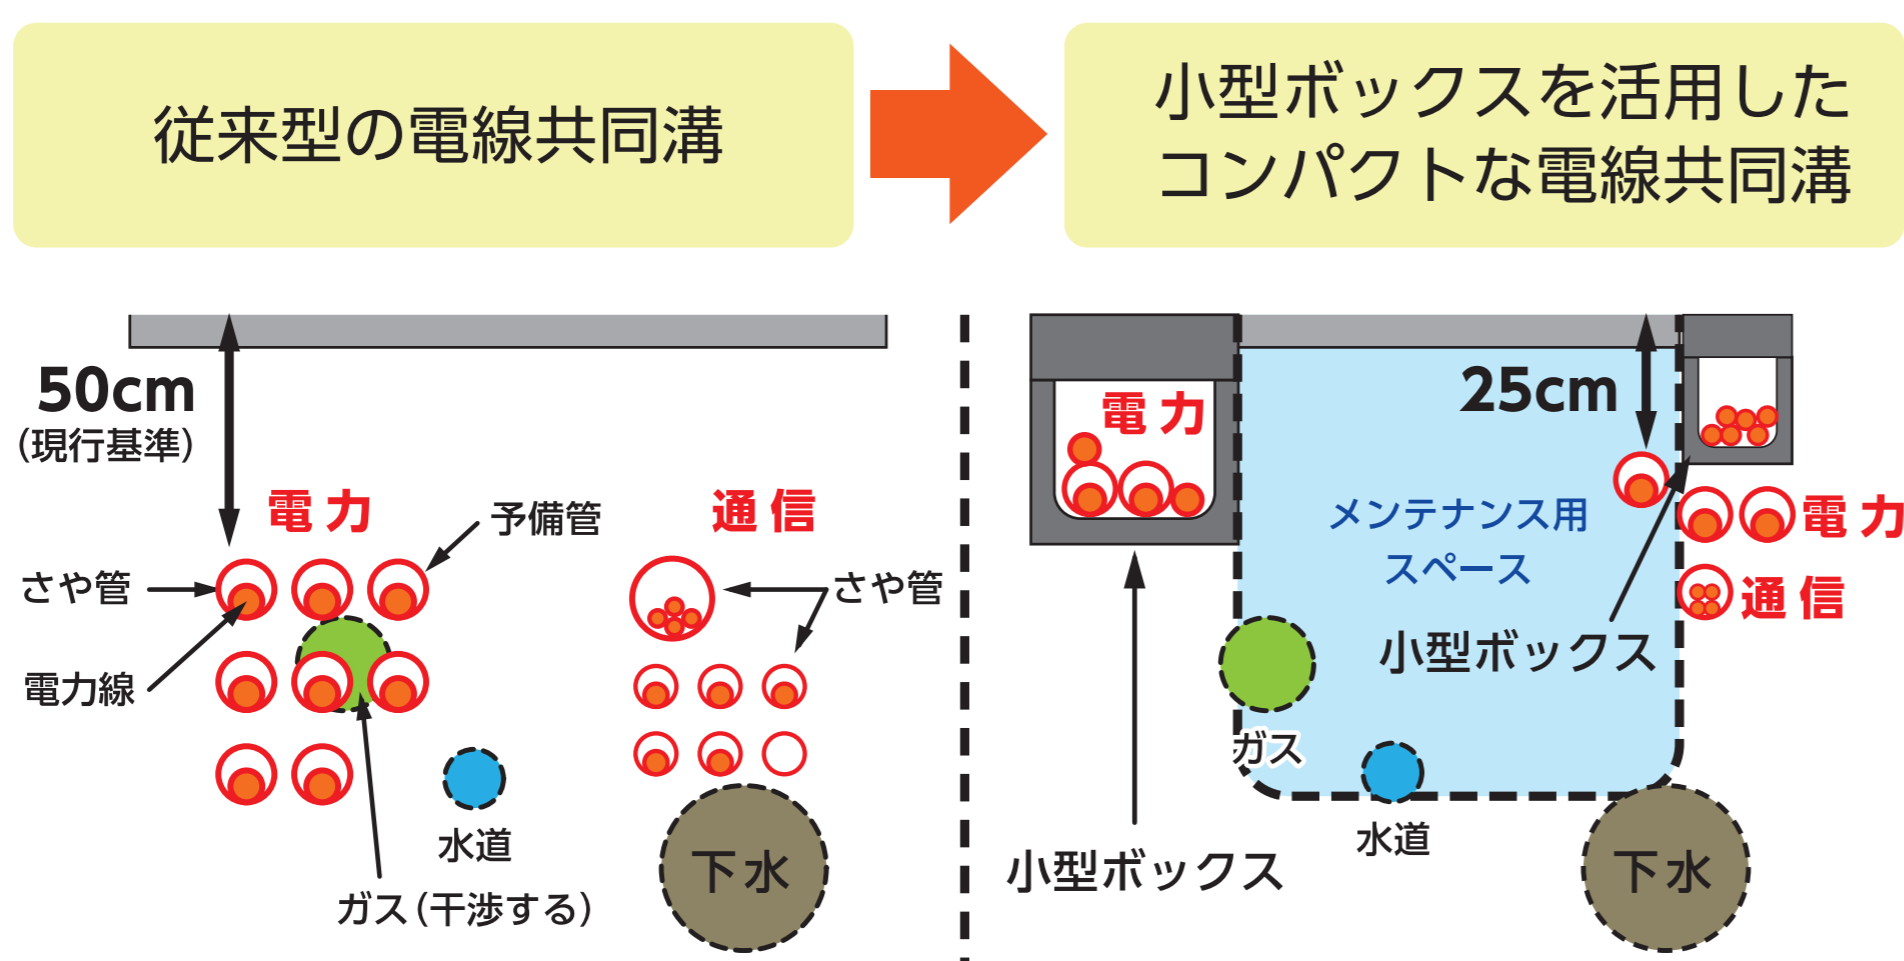 従来型の電線共同溝
小型ボックスを活用した
コンパクトな電線共同溝
50cm
(現行基準)
電力
予備管
通信
さや管
さや管
電力線
水道
下水
ガス(干渉する)
電力
25cm
メンテナンス用
スペース
電力
通信
小型ボックス
ガス
水道
小型ボックス
下水